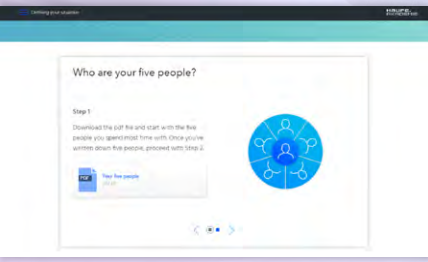 Defining your situation
Who are your five people?
Step 1
Download the pdf file and start with the five
people you spend most time with. Once you've
written down five people, proceed with Step 2.
PDF
Your five people